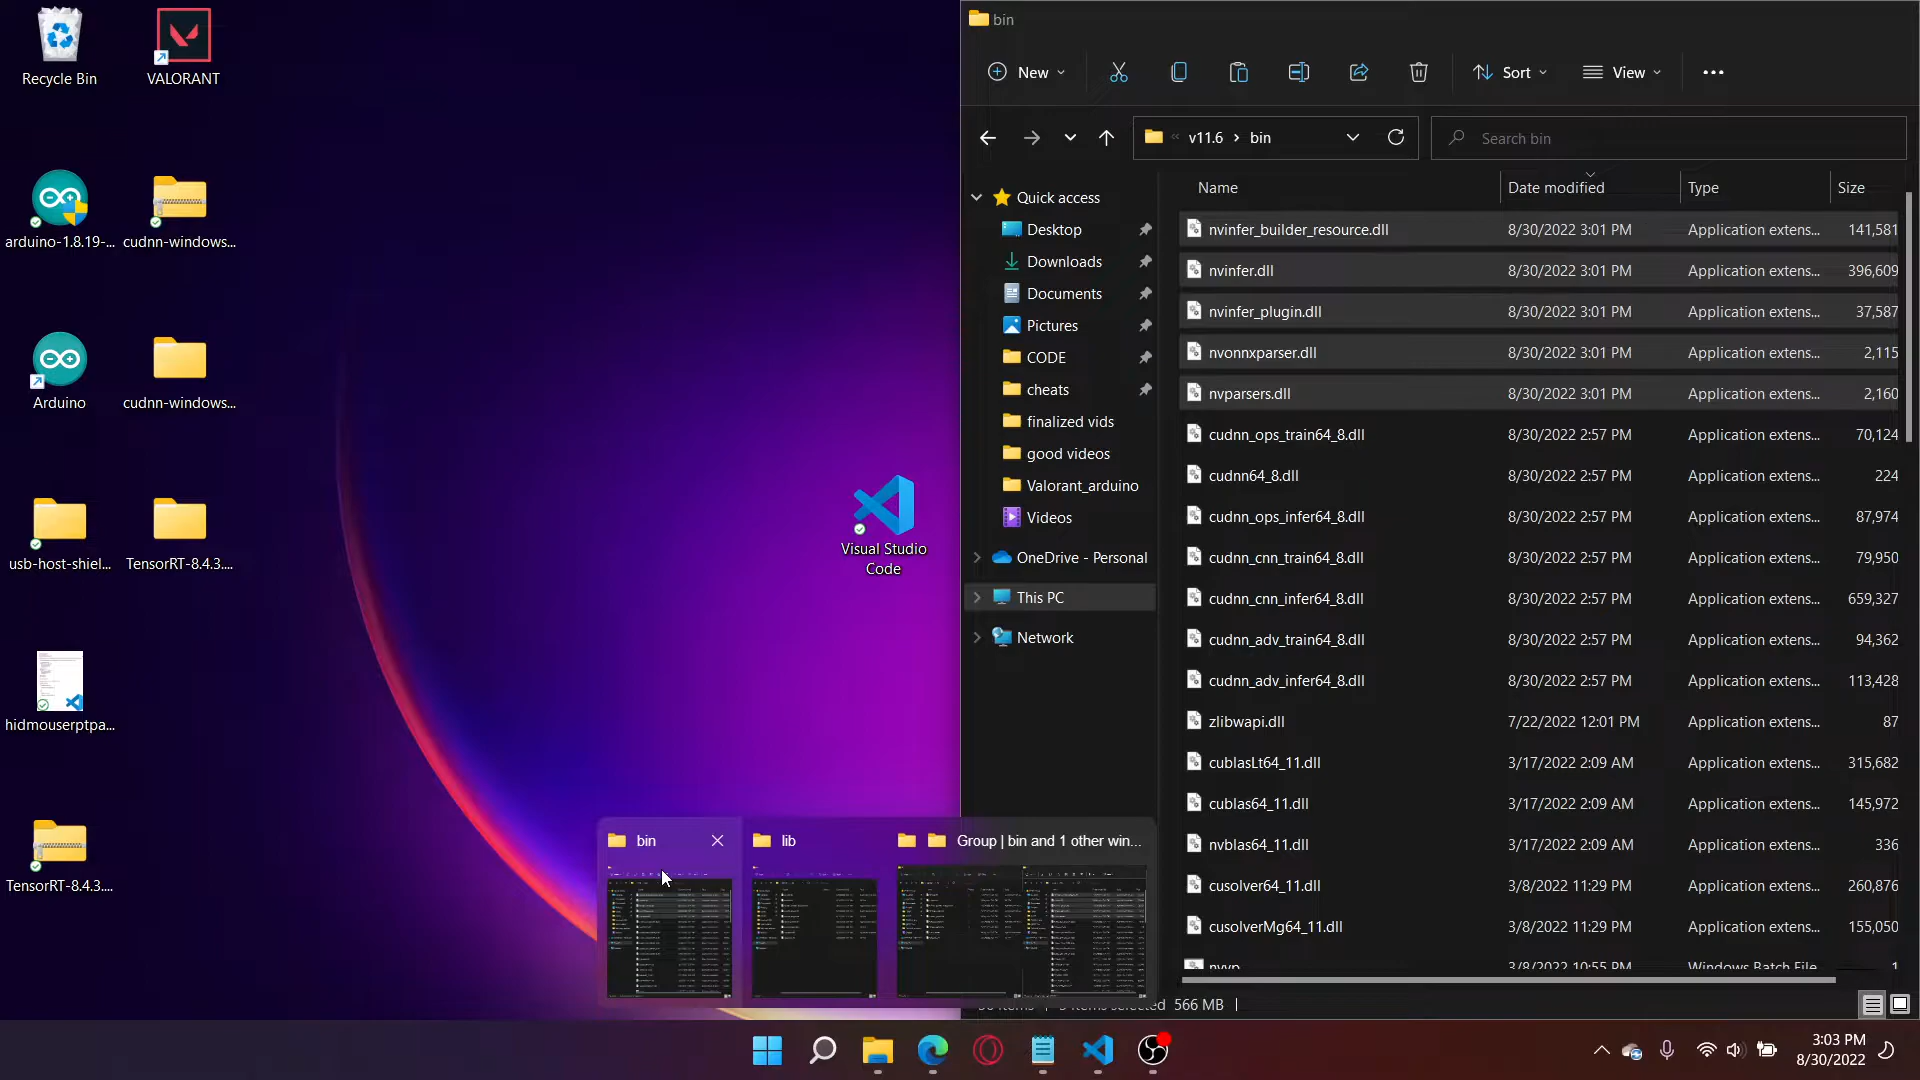 Recycle Bin
VALORANT
arduino-1.8.19-...
cudnn-windows...
Arduino
cudnn-windows...
usb-host-shiel...
TensorRT-8.4.3....
hidmouserptpa...
TensorRT-8.4.3....
Visual Studio
Code
bin
New
Sort
View
v11.6 › bin
Search bin
Quick access
Desktop
Downloads
Documents
Pictures
CODE
cheats
finalized vids
good videos
Valorant_arduino
Videos
OneDrive - Personal
This PC
Network
Name Date modified Type Size
nvinfer_builder_resource.dll 8/30/2022 3:01 PM Application extens... 141,581
nvinfer.dll 8/30/2022 3:01 PM Application extens... 396,609
nvinfer_plugin.dll 8/30/2022 3:01 PM Application extens... 37,587
nvonnxparser.dll 8/30/2022 3:01 PM Application extens... 2,115
nvparsers.dll 8/30/2022 3:01 PM Application extens... 2,160
cudnn_ops_train64_8.dll 8/30/2022 2:57 PM Application extens... 70,124
cudnn64_8.dll 8/30/2022 2:57 PM Application extens... 224
cudnn_ops_infer64_8.dll 8/30/2022 2:57 PM Application extens... 87,974
cudnn_cnn_train64_8.dll 8/30/2022 2:57 PM Application extens... 79,950
cudnn_cnn_infer64_8.dll 8/30/2022 2:57 PM Application extens... 659,327
cudnn_adv_train64_8.dll 8/30/2022 2:57 PM Application extens... 94,362
cudnn_adv_infer64_8.dll 8/30/2022 2:57 PM Application extens... 113,428
zlibwapi.dll 7/22/2022 12:01 PM Application extens... 87
cublasLt64_11.dll 3/17/2022 2:09 AM Application extens... 315,682
cublas64_11.dll 3/17/2022 2:09 AM Application extens... 145,972
nvblas64_11.dll 3/17/2022 2:09 AM Application extens... 336
cusolver64_11.dll 3/8/2022 11:29 PM Application extens... 260,876
cusolverMg64_11.dll 3/8/2022 11:29 PM Application extens... 155,050
nvvp 3/8/2022 10:55 PM Windows Batch File 1
566 MB
bin
lib
Group | bin and 1 other win...
3:03 PM
8/30/2022